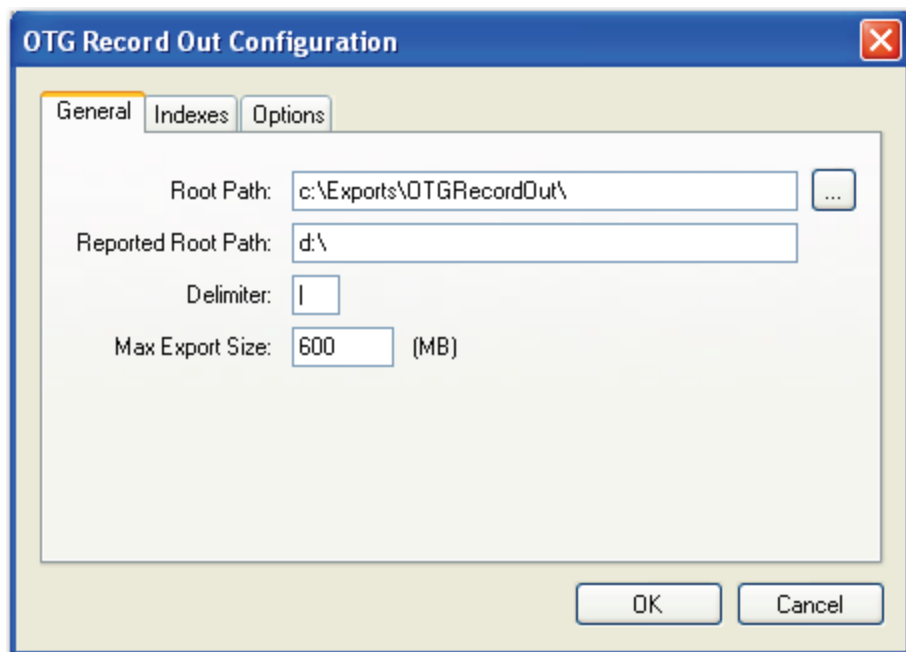 OTG Record Out Configuration
General Indexes Options
Root Path: c:\Exports\OTGRecordOut\ ...
Reported Root Path: d:\
Delimiter: |
Max Export Size: 600 (MB)
OK Cancel